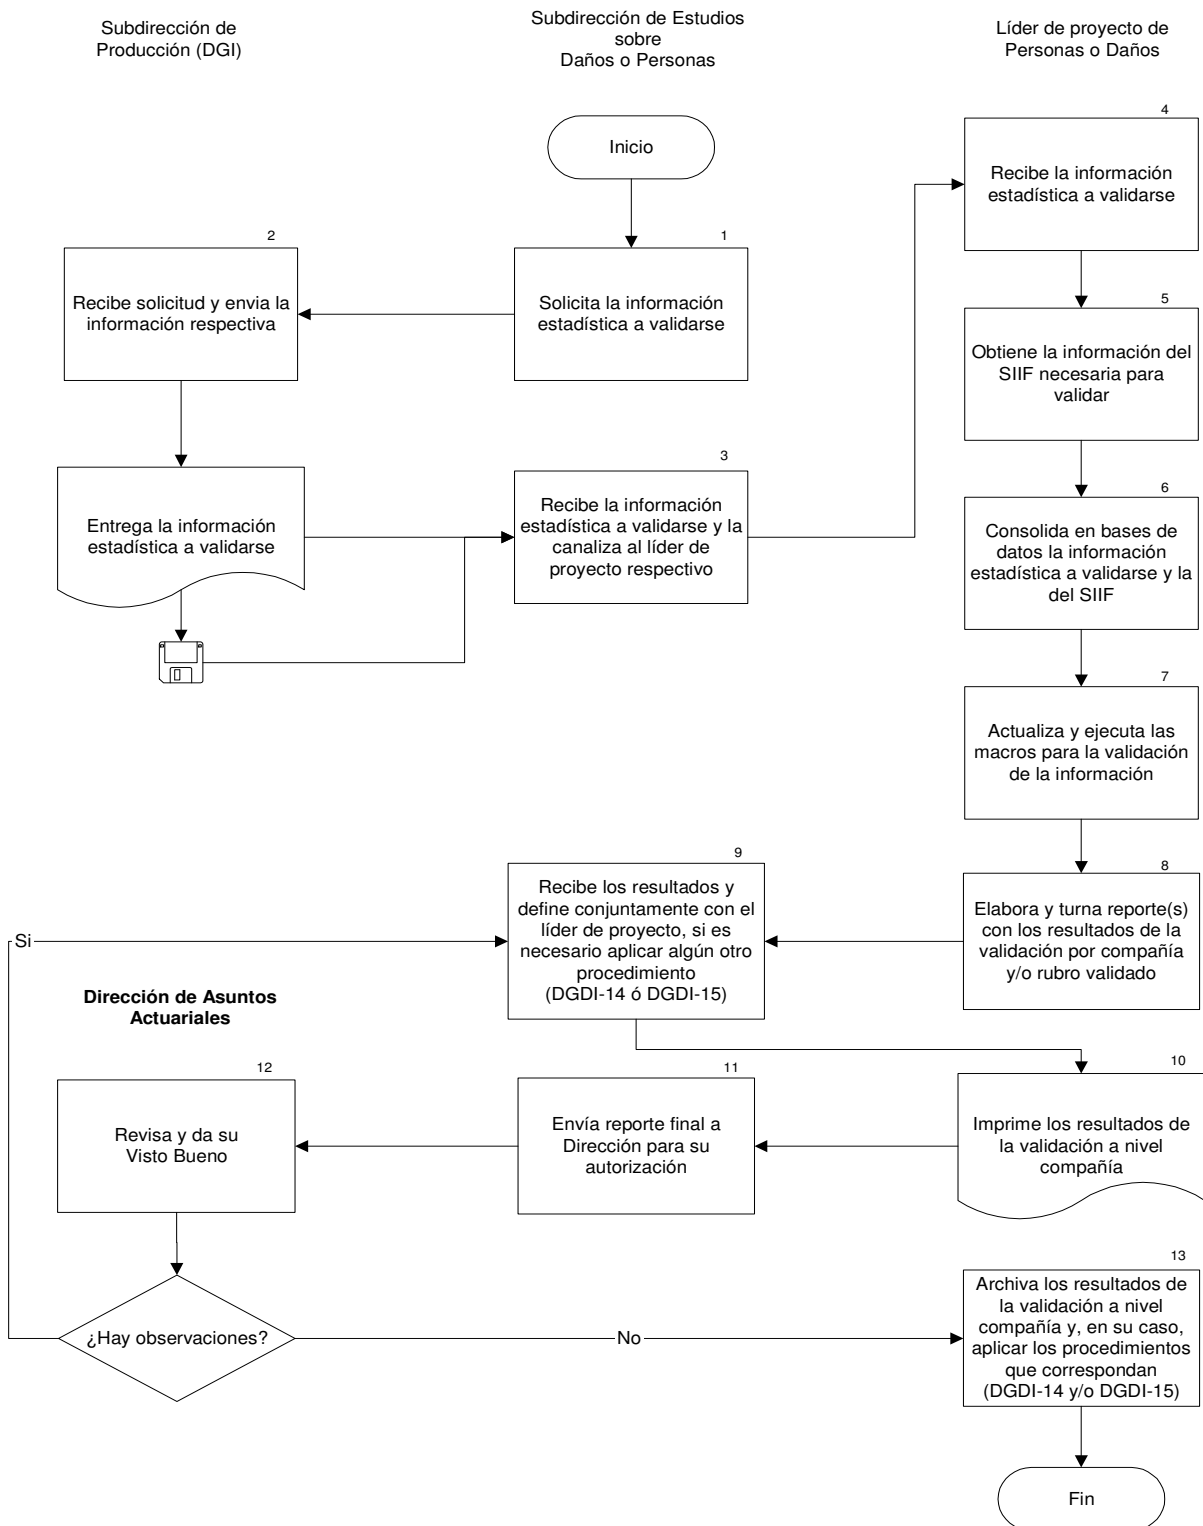 Subdirección de
Producción (DGI)
Subdirección de Estudios
sobre
Daños o Personas
Líder de proyecto de
Personas o Daños
Inicio
1
Solicita la información
estadística a validarse
2
Recibe solicitud y envia la
información respectiva
Entrega la información
estadística a validarse
3
Recibe la información
estadística a validarse y la
canaliza al líder de
proyecto respectivo
4
Recibe la información
estadística a validarse
5
Obtiene la información del
SIIF necesaria para
validar
6
Consolida en bases de
datos la información
estadística a validarse y la
del SIIF
7
Actualiza y ejecuta las
macros para la validación
de la información
8
Elabora y turna reporte(s)
con los resultados de la
validación por compañía
y/o rubro validado
9
Recibe los resultados y
define conjuntamente con el
líder de proyecto, si es
necesario aplicar algún otro
procedimiento
(DGDI-14 ó DGDI-15)
10
Imprime los resultados de
la validación a nivel
compañía
11
Envía reporte final a
Dirección para su
autorización
Dirección de Asuntos
Actuariales
12
Revisa y da su
Visto Bueno
¿Hay observaciones?
Si
No
13
Archiva los resultados de
la validación a nivel
compañía y, en su caso,
aplicar los procedimientos
que correspondan
(DGDI-14 y/o DGDI-15)
Fin